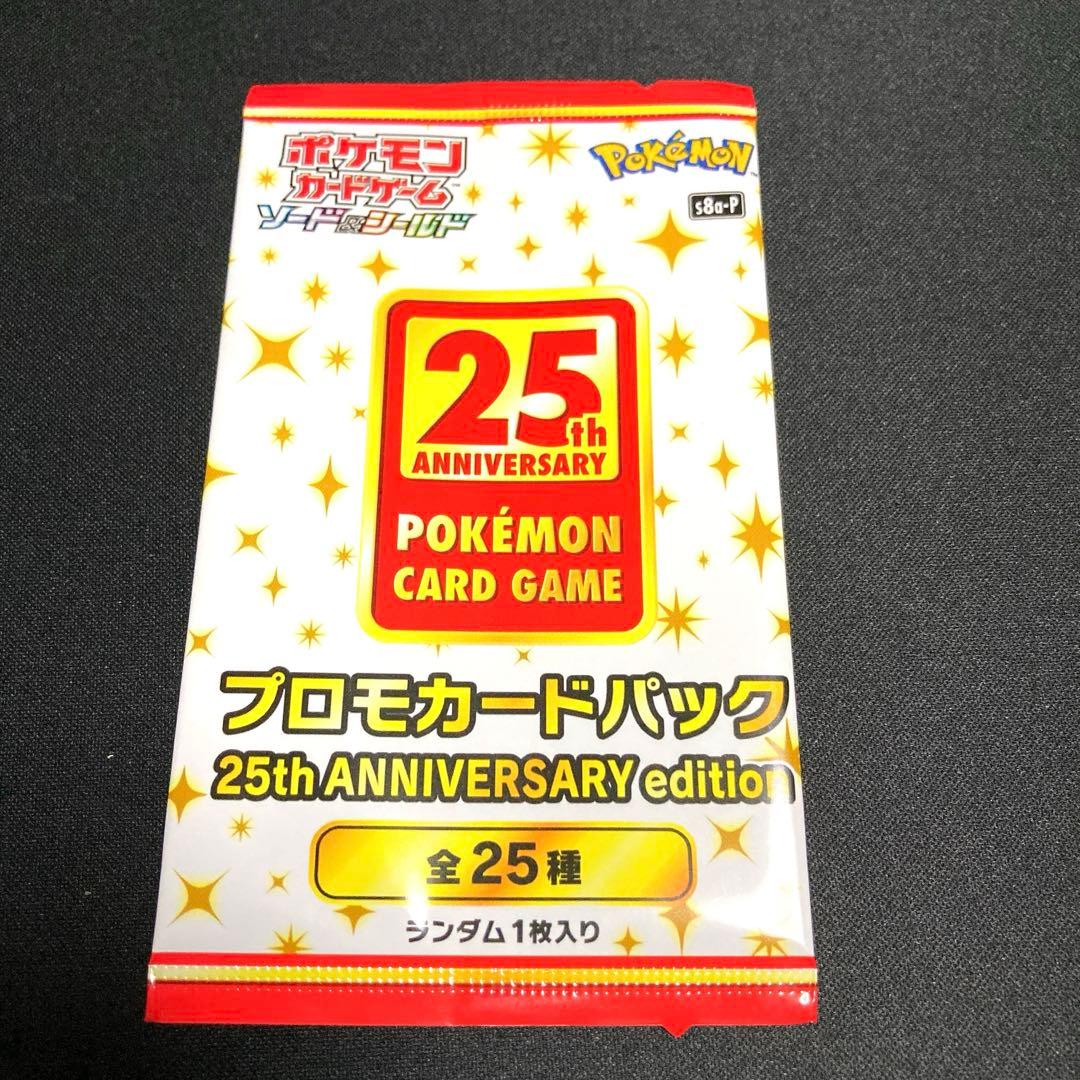 ポケモン
カードゲーム
ソード&シールド
POKéMON
s8a-P
25th
ANNIVERSARY
POKÉMON
CARD GAME
プロモカードパック
25th ANNIVERSARY edition
全25種
ランダム1枚入り